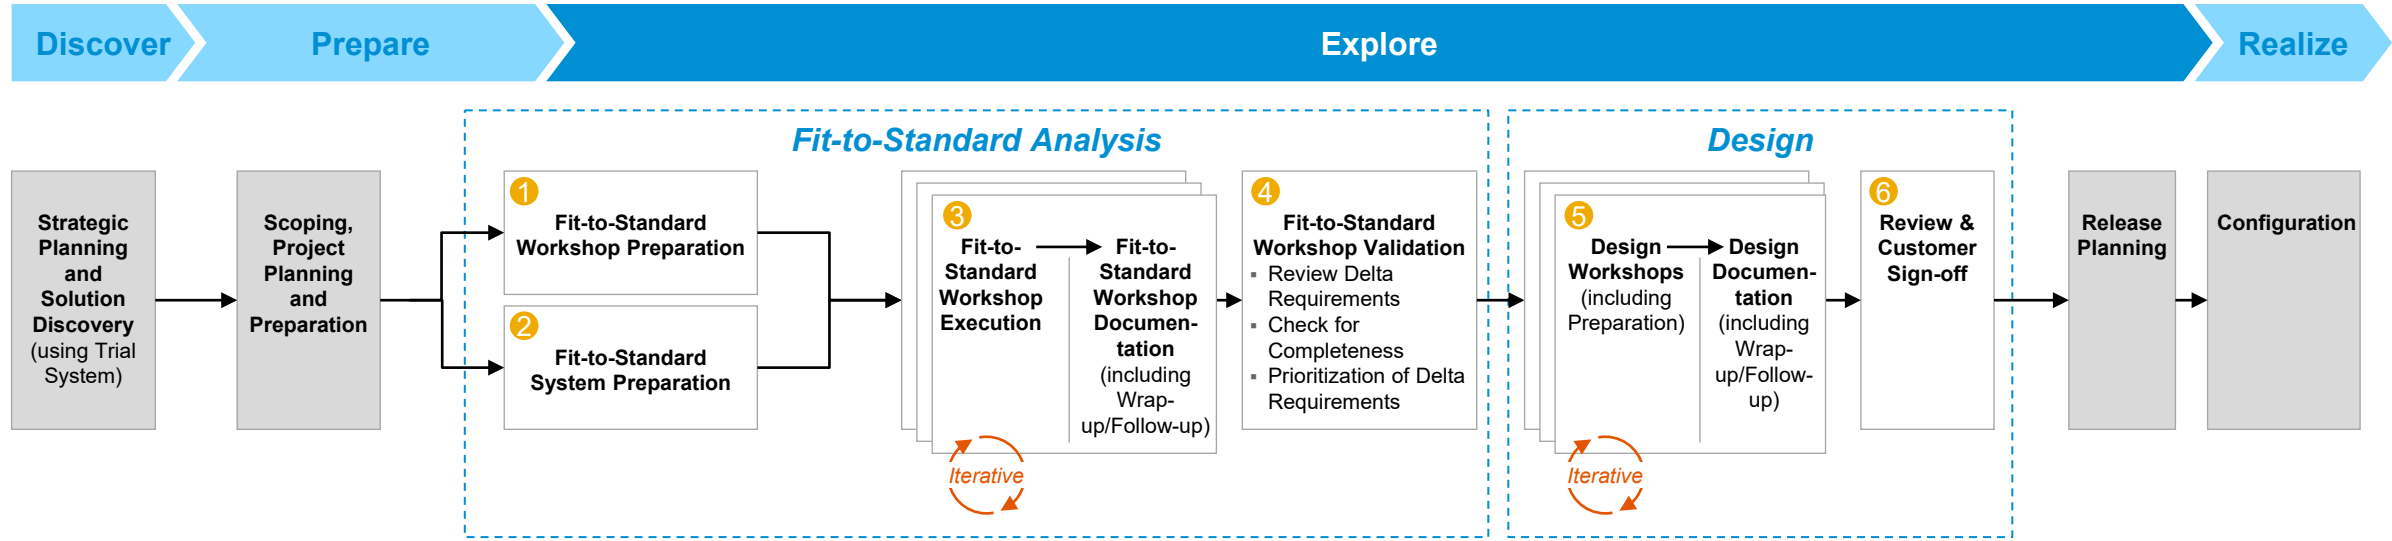 Discover
Prepare
Explore
Realize
Fit-to-Standard Analysis
Design
Strategic
Planning
and
Solution
Discovery
(using Trial
System)
Scoping,
Project
Planning
and
Preparation
1
Fit-to-Standard
Workshop Preparation
2
Fit-to-Standard
System Preparation
3
Fit-to-
Standard
Workshop
Execution
Fit-to-
Standard
Workshop
Documen-
tation
(including
Wrap-
up/Follow-up)
Iterative
4
Fit-to-Standard
Workshop Validation
▪ Review Delta
Requirements
▪ Check for
Completeness
▪ Prioritization of Delta
Requirements
5
Design
Workshops
(including
Preparation)
Design
Documen-
tation
(including
Wrap-
up/Follow-
up)
Iterative
6
Review &
Customer
Sign-off
Release
Planning
Configuration